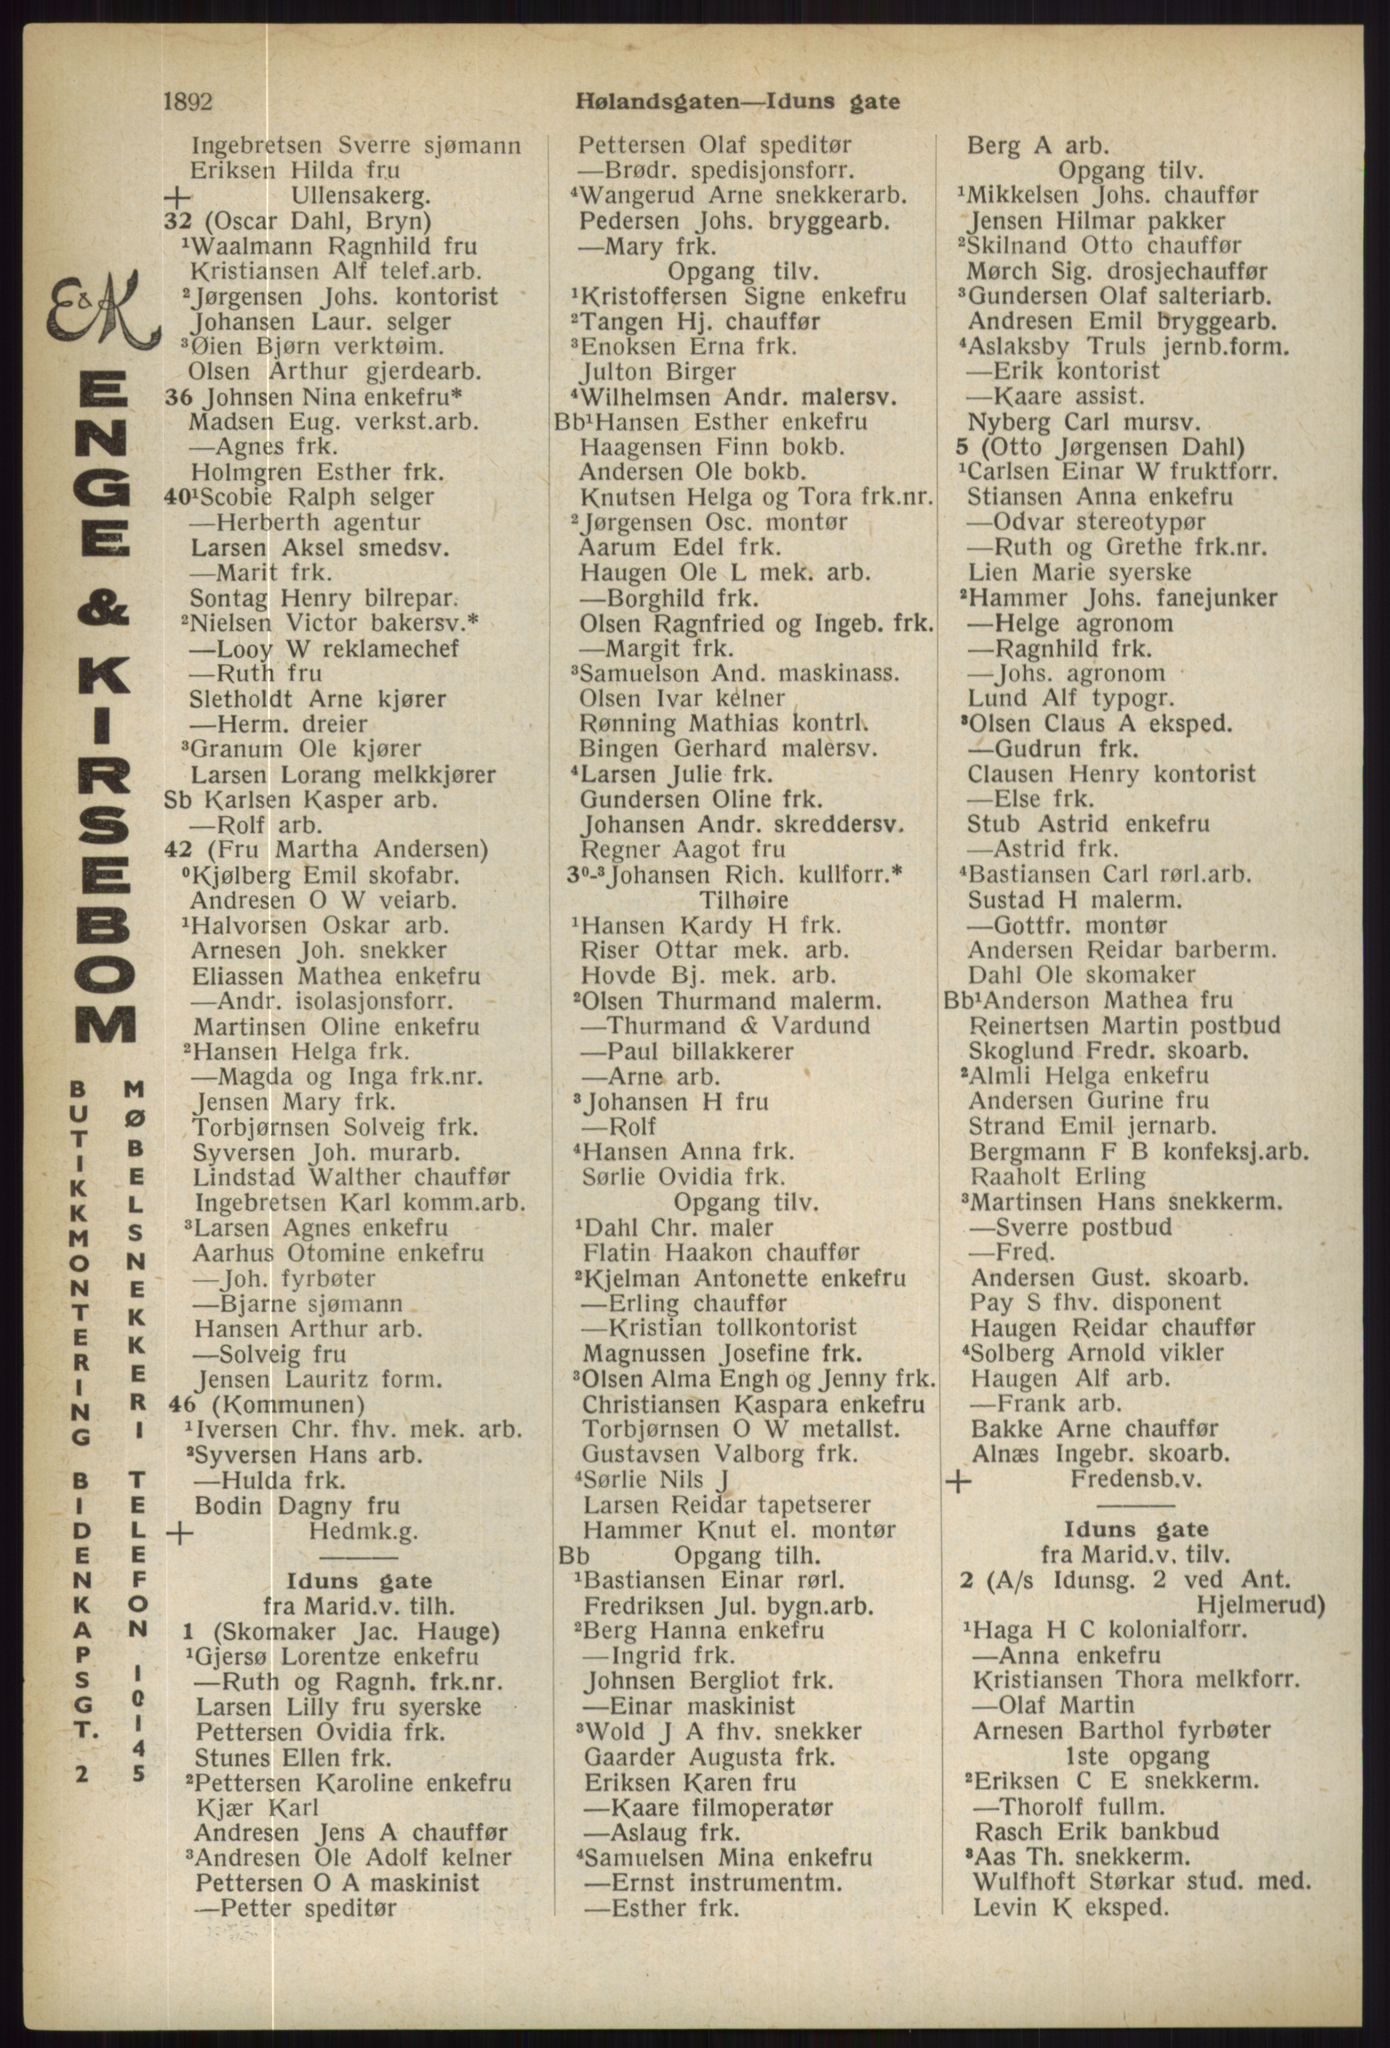 1892
Hølandsgaten—Iduns gate
E&K
ENGE & KIRSEBOM
BUTIKKMONTERING
MØBELSNEKKERI
BIDENKAPSGT. 2
TELEFON 10145
Ingebretsen Sverre sjømann
Eriksen Hilda fru
+ Ullensakerg.
32 (Oscar Dahl, Bryn)
¹Waalmann Ragnhild fru
Kristiansen Alf telef.arb.
²Jørgensen Johs. kontorist
Johansen Laur. selger
³Øien Bjørn verktøim.
Olsen Arthur gjerdearb.
36 Johnsen Nina enkefru*
Madsen Eug. verkst.arb.
—Agnes frk.
Holmgren Esther frk.
40¹Scobie Ralph selger
—Herberth agentur
Larsen Aksel smedsv.
—Marit frk.
Sontag Henry bilrepar.
²Nielsen Victor bakersv.*
—Looy W reklamechef
—Ruth fru
Sletholdt Arne kjører
—Herm. dreier
³Granum Ole kjører
Larsen Lorang melkkjører
Sb Karlsen Kasper arb.
—Rolf arb.
42 (Fru Martha Andersen)
⁰Kjølberg Emil skofabr.
Andresen O W veiarb.
¹Halvorsen Oskar arb.
Arnesen Joh. snekker
Eliassen Mathea enkefru
—Andr. isolasjonsforr.
Martinsen Oline enkefru
²Hansen Helga frk.
—Magda og Inga frk.nr.
Jensen Mary frk.
Torbjørnsen Solveig frk.
Syversen Joh. murarb.
Lindstad Walther chauffør
Ingebretsen Karl komm.arb.
³Larsen Agnes enkefru
Aarhus Otomine enkefru
—Joh. fyrbøter
—Bjarne sjømann
Hansen Arthur arb.
—Solveig fru
Jensen Lauritz form.
46 (Kommunen)
¹Iversen Chr. fhv. mek. arb.
²Syversen Hans arb.
—Hulda frk.
Bodin Dagny fru
+ Hedmk.g.
Iduns gate
fra Marid.v. tilh.
1 (Skomaker Jac. Hauge)
¹Gjersø Lorentze enkefru
—Ruth og Ragnh. frk.nr.
Larsen Lilly fru syerske
Pettersen Ovidia frk.
Stunes Ellen frk.
²Pettersen Karoline enkefru
Kjær Karl
Andresen Jens A chauffør
³Andresen Ole Adolf kelner
Pettersen O A maskinist
—Petter speditør
Pettersen Olaf speditør
—Brødr. spedisjonsforr.
⁴Wangerud Arne snekkerarb.
Pedersen Johs. bryggearb.
—Mary frk.
Opgang tilv.
¹Kristoffersen Signe enkefru
²Tangen Hj. chauffør
³Enoksen Erna frk.
Julton Birger
⁴Wilhelmsen Andr. malersv.
Bb¹Hansen Esther enkefru
Haagensen Finn bokb.
Andersen Ole bokb.
Knutsen Helga og Tora frk.nr.
²Jørgensen Osc. montør
Aarum Edel frk.
Haugen Ole L mek. arb.
—Borghild frk.
Olsen Ragnfried og Ingeb. frk.
—Margit frk.
³Samuelson And. maskinass.
Olsen Ivar kelner
Rønning Mathias kontrl.
Bingen Gerhard malersv.
⁴Larsen Julie frk.
Gundersen Oline frk.
Johansen Andr. skreddersv.
Regner Aagot fru
3⁰-³Johansen Rich. kullforr.*
Tilhøire
¹Hansen Kardy H frk.
Riser Ottar mek. arb.
Hovde Bj. mek. arb.
²Olsen Thurmand malerm.
—Thurmand & Vardund
—Paul billakkerer
—Arne arb.
³Johansen H fru
—Rolf
⁴Hansen Anna frk.
Sørlie Ovidia frk.
Opgang tilv.
¹Dahl Chr. maler
Flatin Haakon chauffør
²Kjelman Antonette enkefru
—Erling chauffør
—Kristian tollkontorist
Magnussen Josefine frk.
³Olsen Alma Engh og Jenny frk.
Christiansen Kaspara enkefru
Torbjørnsen O W metallst.
Gustavsen Valborg frk.
⁴Sørlie Nils J
Larsen Reidar tapetserer
Hammer Knut el. montør
Bb Opgang tilh.
¹Bastiansen Einar rørl.
Fredriksen Jul. bygn.arb.
²Berg Hanna enkefru
—Ingrid frk.
Johnsen Bergliot frk.
—Einar maskinist
³Wold J A fhv. snekker
Gaarder Augusta frk.
Eriksen Karen fru
—Kaare filmoperatør
—Aslaug frk.
⁴Samuelsen Mina enkefru
—Ernst instrumentm.
—Esther frk.
Berg A arb.
Opgang tilv.
¹Mikkelsen Johs. chauffør
Jensen Hilmar pakker
²Skilnand Otto chauffør
Mørch Sig. drosjechauffør
³Gundersen Olaf salteriarb.
Andresen Emil bryggearb.
⁴Aslaksby Truls jernb.form.
—Erik kontorist
—Kaare assist.
Nyberg Carl mursv.
5 (Otto Jørgensen Dahl)
¹Carlsen Einar W fruktforr.
Stiansen Anna enkefru
—Odvar stereotypør
—Ruth og Grethe frk.nr.
Lien Marie syerske
²Hammer Johs. fanejunker
—Helge agronom
—Ragnhild frk.
—Johs. agronom
Lund Alf typogr.
³Olsen Claus A eksped.
—Gudrun frk.
Clausen Henry kontorist
—Else frk.
Stub Astrid enkefru
—Astrid frk.
⁴Bastiansen Carl rørl.arb.
Sustad H malerm.
—Gottfr. montør
Andersen Reidar barberm.
Dahl Ole skomaker
Bb¹Anderson Mathea fru
Reinertsen Martin postbud
Skoglund Fredr. skoarb.
²Almli Helga enkefru
Andersen Gurine fru
Strand Emil jernarb.
Bergmann F B konfeksj.arb.
Raaholt Erling
³Martinsen Hans snekkerm.
—Sverre postbud
—Fred.
Andersen Gust. skoarb.
Pay S fhv. disponent
Haugen Reidar chauffør
⁴Solberg Arnold vikler
Haugen Alf arb.
—Frank arb.
Bakke Arne chauffør
Alnæs Ingebr. skoarb.
+ Fredensb.v.
Iduns gate
fra Marid.v. tilv.
2 (A/s Idunsg. 2 ved Ant.
Hjelmerud)
¹Haga H C kolonialforr.
—Anna enkefru
Kristiansen Thora melkforr.
—Olaf Martin
Arnesen Barthol fyrbøter
1ste opgang
²Eriksen C E snekkerm.
—Thorolf fullm.
Rasch Erik bankbud
³Aas Th. snekkerm.
Wulfhoft Størkar stud. med.
Levin K eksped.